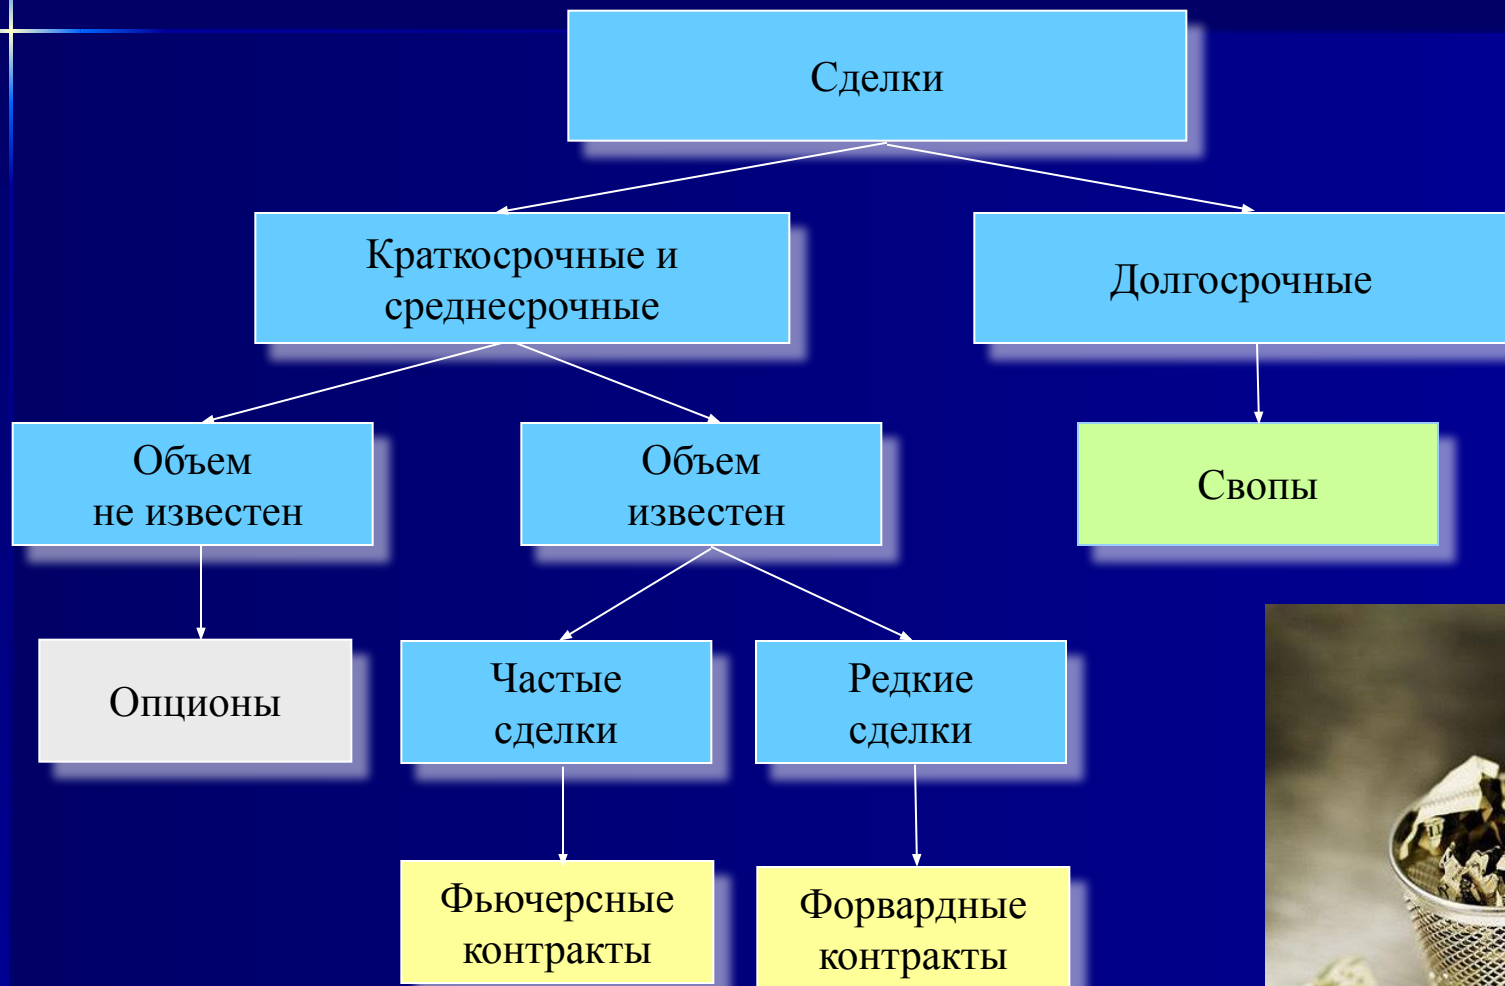 Сделки
Краткосрочные и
среднесрочные
Долгосрочные
Объем
не известен
Объем
известен
Свопы
Опционы
Частые
сделки
Редкие
сделки
Фьючерсные
контракты
Форвардные
контракты